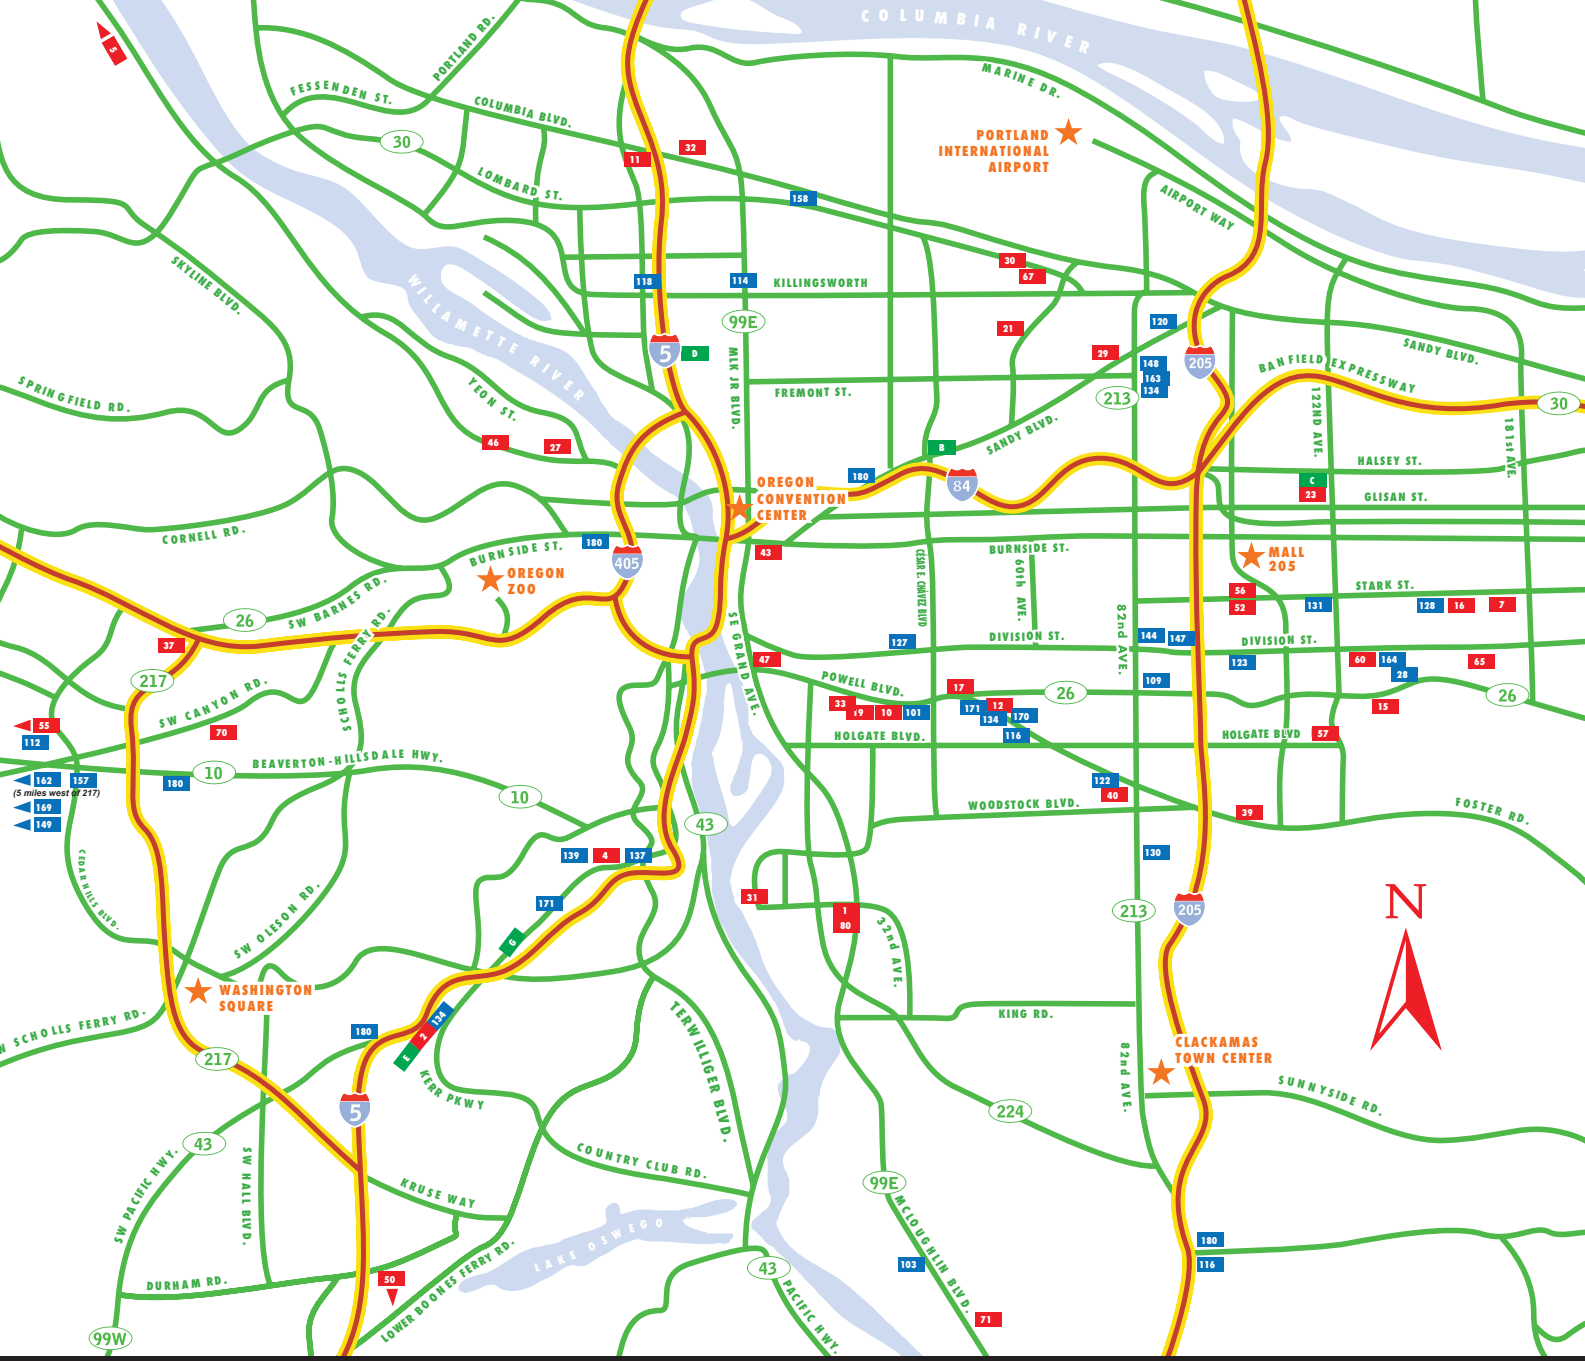 COLUMBIA RIVER
5
PORTLAND RD.
FESSENDEN ST.
COLUMBIA BLVD.
MARINE DR.
30
PORTLAND
INTERNATIONAL
AIRPORT
32
11
LOMBARD ST.
158
AIRPORT WAY
SKYLINE BLVD.
WILLAMETTE RIVER
118
114
KILLINGSWORTH
30
67
99E
21
120
5
D
MLK JR BLVD.
29
148
163
134
205
BANFIELD EXPRESSWAY
SANDY BLVD.
SPRINGFIELD RD.
YEON ST.
FREMONT ST.
213
122ND AVE.
30
46
27
B
SANDY BLVD.
181st AVE.
HALSEY ST.
180
84
OREGON
CONVENTION
CENTER
C
23
GLISAN ST.
CORNELL RD.
180
BURNSIDE ST.
405
43
BURNSIDE ST.
MALL
205
OREGON
ZOO
CÉSAR E. CHÁVEZ BLVD
60th AVE.
STARK ST.
56
52
131
128
16
7
26
SW BARNES RD.
SE GRAND AVE.
82nd AVE.
37
SCHOLLS FERRY RD.
127
DIVISION ST.
144
147
DIVISION ST.
47
123
60
164
28
65
217
SW CANYON RD.
POWELL BLVD.
17
26
109
26
33
19
10
101
171
12
134
170
116
15
55
112
70
HOLGATE BLVD.
HOLGATE BLVD
57
BEAVERTON-HILLSDALE HWY.
10
162
157
(5 miles west of 217)
180
169
149
10
122
40
43
WOODSTOCK BLVD.
39
FOSTER RD.
139
4
137
130
CEDAR HILLS BLVD.
171
31
1
80
32nd AVE.
213
205
N
SW OLESON RD.
G
WASHINGTON
SQUARE
N SCHOLLS FERRY RD.
180
134
2
E
KING RD.
TERWILLIGER BLVD.
217
KERR PKWY
CLACKAMAS
TOWN CENTER
82nd AVE.
SUNNYSIDE RD.
5
224
43
SW PACIFIC HWY.
SW HALL BLVD.
COUNTRY CLUB RD.
KRUSE WAY
99E
MCLOUGHLIN BLVD.
LAKE OSWEGO
180
116
DURHAM RD.
50
LOWER BOONES FERRY RD.
43
PACIFIC HWY.
103
71
99W